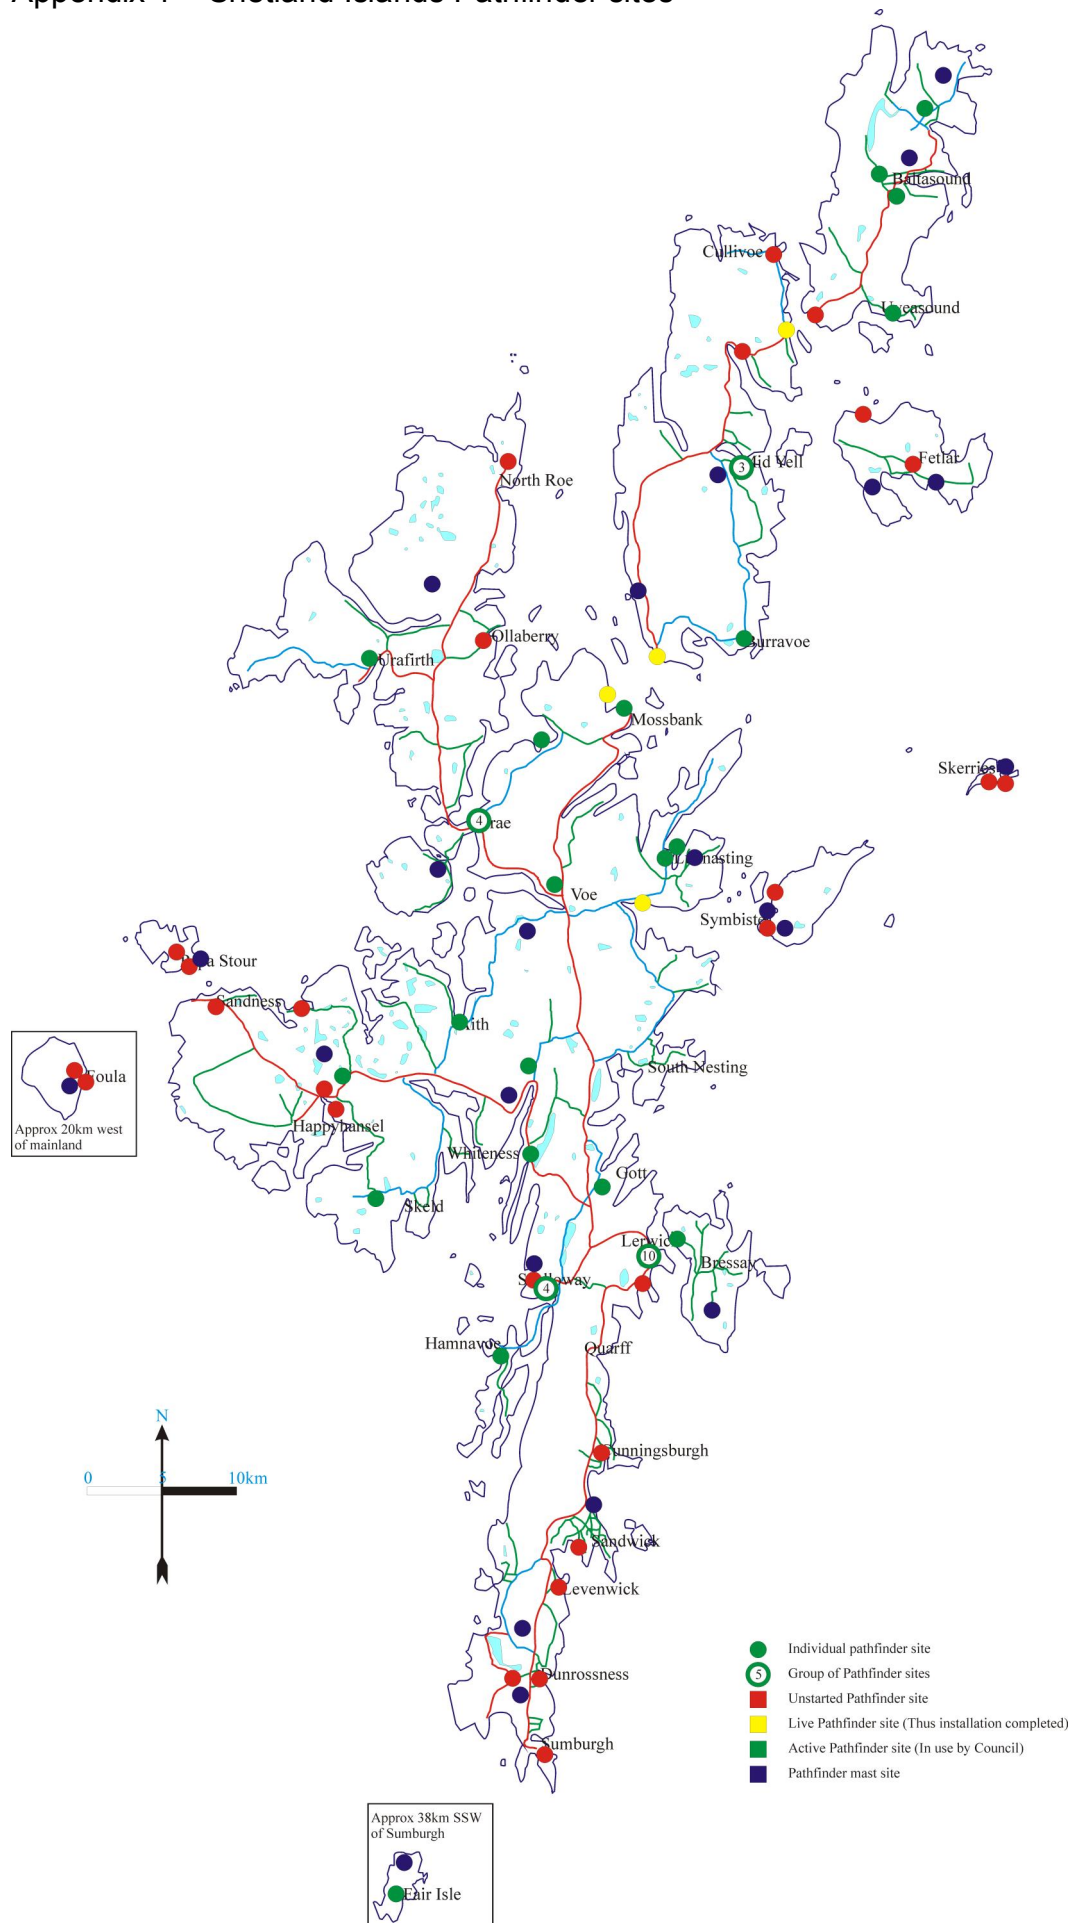 Appendix 1 – Shetland Islands Pathfinder sites
Baltasound
Cullivoe
Uyeasound
Mid Yell
3
Fetlar
North Roe
Ollaberry
Burravoe
Urafirth
Mossbank
Skerries
4
Brae
Lunnasting
Voe
Symbister
Papa Stour
Sandness
Aith
Foula
Approx 20km west
of mainland
South Nesting
Happyhansel
Whiteness
Gott
Skeld
Lerwick
10
Bressay
Scalloway
4
Hamnavoe
Quarff
N
0 5 10km
Cunningsburgh
Sandwick
Levenwick
Dunrossness
Sumburgh
Individual pathfinder site
5 Group of Pathfinder sites
Unstarted Pathfinder site
Live Pathfinder site (Thus installation completed)
Active Pathfinder site (In use by Council)
Pathfinder mast site
Approx 38km SSW
of Sumburgh
Fair Isle